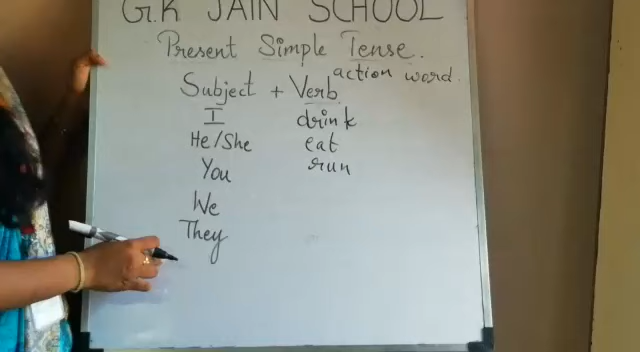 G.K JAIN SCHOOL
Present Simple Tense.
action word.
Subject + Verb
I drink
He/She eat
You run
We
They